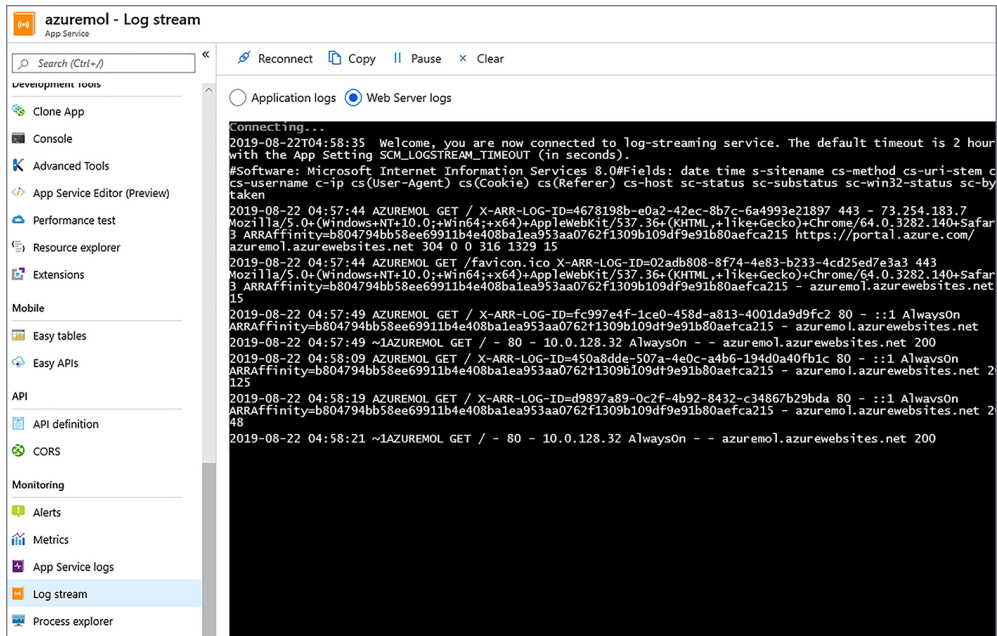 azuremol - Log stream
App Service
Search (Ctrl+/)
«
Development Tools
Clone App
Console
Advanced Tools
App Service Editor (Preview)
Performance test
Resource explorer
Extensions
Mobile
Easy tables
Easy APIs
API
API definition
CORS
Monitoring
Alerts
Metrics
App Service logs
Log stream
Process explorer
Reconnect
Copy
Pause
Clear
Application logs
Web Server logs
Connecting...
2019-08-22T04:58:35 Welcome, you are now connected to log-streaming service. The default timeout is 2 hour
with the App Setting SCM_LOGSTREAM_TIMEOUT (in seconds).
#Software: Microsoft Internet Information Services 8.0#Fields: date time s-sitename cs-method cs-uri-stem c
cs-username c-ip cs(User-Agent) cs(Cookie) cs(Referer) cs-host sc-status sc-substatus sc-win32-status sc-by
taken
2019-08-22 04:57:44 AZUREMOL GET / X-ARR-LOG-ID=4678198b-e0a2-42ec-8b7c-6a4993e21897 443 - 73.254.183.7
Mozilla/5.0+(Windows+NT+10.0;+Win64;+x64)+AppleWebKit/537.36+(KHTML,+like+Gecko)+Chrome/64.0.3282.140+Safar
3 ARRAffinity=b804794bb58ee69911b4e408ba1ea953aa0762f1309b109df9e91b80aefca215 https://portal.azure.com/
azuremol.azurewebsites.net 304 0 0 316 1329 15
2019-08-22 04:57:44 AZUREMOL GET /favicon.ico X-ARR-LOG-ID=02adb808-8f74-4e83-b233-4cd25ed7e3a3 443
Mozilla/5.0+(Windows+NT+10.0;+Win64;+x64)+AppleWebKit/537.36+(KHTML,+like+Gecko)+Chrome/64.0.3282.140+Safar
3 ARRAffinity=b804794bb58ee69911b4e408ba1ea953aa0762f1309b109df9e91b80aefca215 - azuremol.azurewebsites.net
15
2019-08-22 04:57:49 AZUREMOL GET / X-ARR-LOG-ID=fc997e4f-1ce0-458d-a813-4001da9d9fc2 80 - ::1 AlwaysOn
ARRAffinity=b804794bb58ee69911b4e408ba1ea953aa0762f1309b109df9e91b80aefca215 - azuremol.azurewebsites.net
2019-08-22 04:57:49 ~1AZUREMOL GET / - 80 - 10.0.128.32 AlwaysOn - - azuremol.azurewebsites.net 200
2019-08-22 04:58:09 AZUREMOL GET / X-ARR-LOG-ID=450a8dde-507a-4e0c-a4b6-194d0a40fb1c 80 - ::1 AlwaysOn
ARRAffinity=b804794bb58ee69911b4e408ba1ea953aa0762f1309b109df9e91b80aefca215 - azuremol.azurewebsites.net 2
125
2019-08-22 04:58:19 AZUREMOL GET / X-ARR-LOG-ID=d9897a89-0c2f-4b92-8432-c34867b29bda 80 - ::1 AlwaysOn
ARRAffinity=b804794bb58ee69911b4e408ba1ea953aa0762f1309b109df9e91b80aefca215 - azuremol.azurewebsites.net 2
48
2019-08-22 04:58:21 ~1AZUREMOL GET / - 80 - 10.0.128.32 AlwaysOn - - azuremol.azurewebsites.net 200